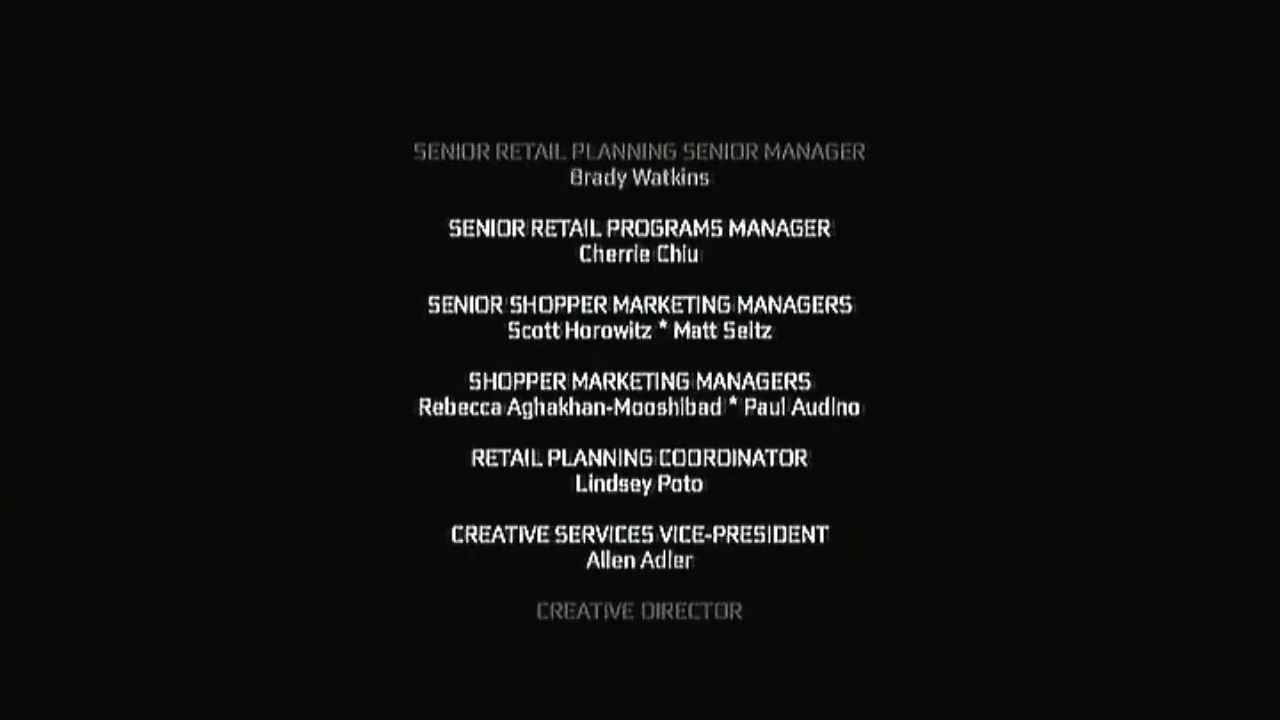 SENIOR RETAIL PLANNING SENIOR MANAGER
Brady Watkins
SENIOR RETAIL PROGRAMS MANAGER
Cherrie Chiu
SENIOR SHOPPER MARKETING MANAGERS
Scott Horowitz * Matt Seitz
SHOPPER MARKETING MANAGERS
Rebecca Aghakhan-Mooshibad * Paul Audino
RETAIL PLANNING COORDINATOR
Lindsey Poto
CREATIVE SERVICES VICE-PRESIDENT
Allen Adler
CREATIVE DIRECTOR